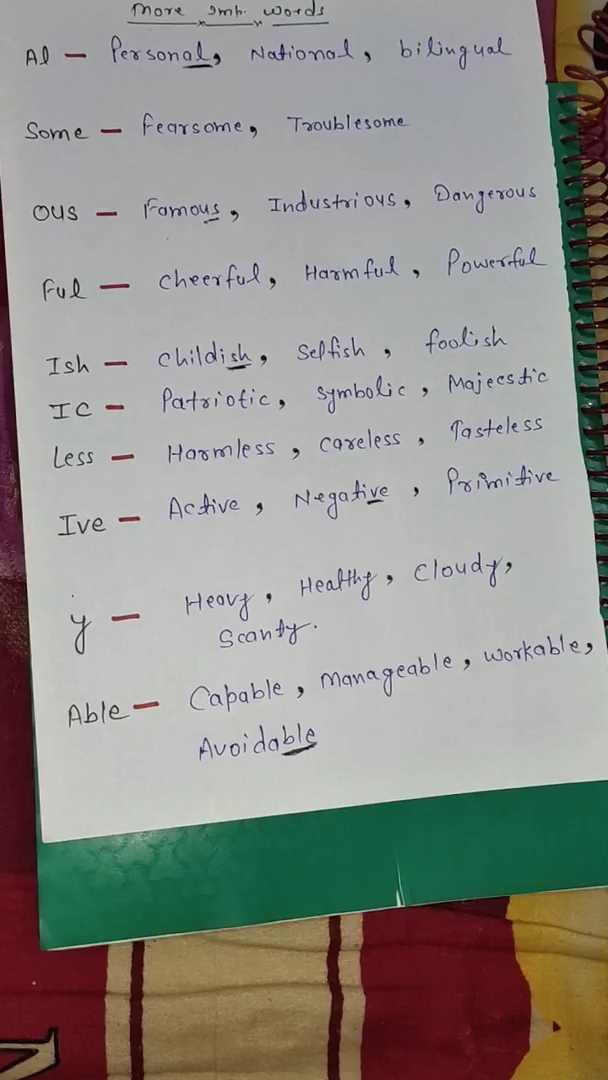 More Imp. words
Al - Personal, National, bilingual
Some - Fearsome, Troublesome
OUS - Famous, Industrious, Dangerous
Ful - Cheerful, Harmful, Powerful
Ish - Childish, Selfish, foolish
IC - Patriotic, Symbolic, Majecstic
Less - Harmless, Careless, Tasteless
Ive - Active, Negative, Primitive
y - Heavy, Healthy, Cloudy,
Scanty.
Able - Capable, Manageable, Workable,
Avoidable